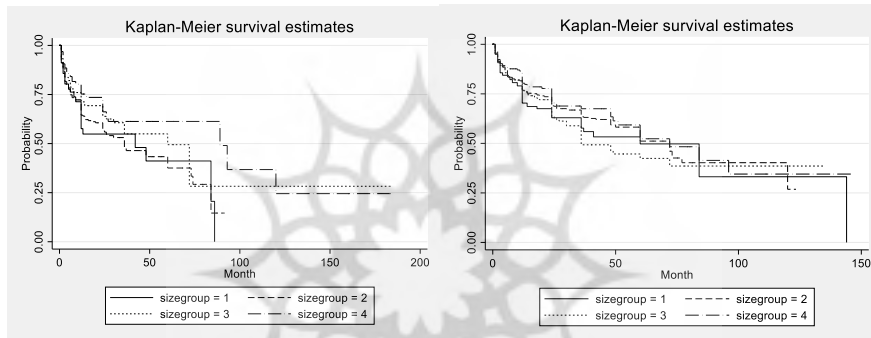 Kaplan-Meier survival estimates
Probability
1.00
0.75
0.50
0.25
0.00
0 50 100 150 200
Month
sizegroup = 1 sizegroup = 2
sizegroup = 3 sizegroup = 4
Kaplan-Meier survival estimates
Probability
1.00
0.75
0.50
0.25
0.00
0 50 100 150
Month
sizegroup = 1 sizegroup = 2
sizegroup = 3 sizegroup = 4